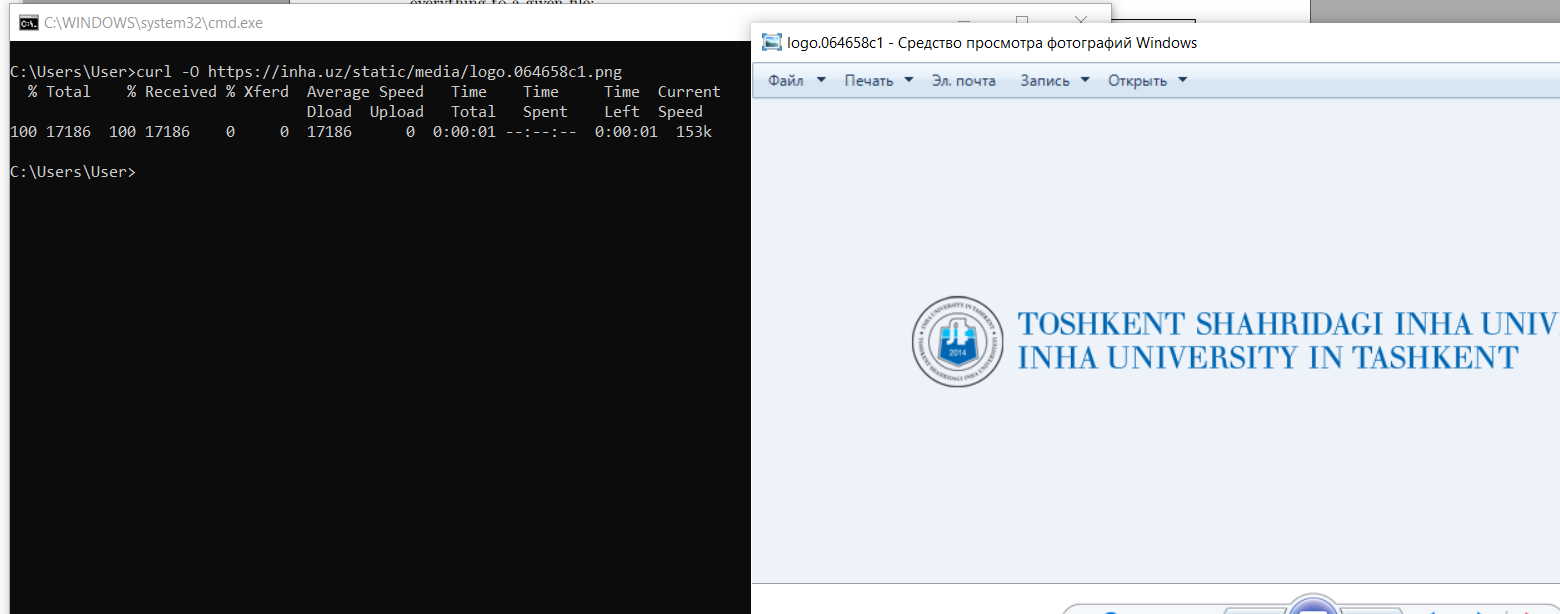 everything to a given file:
C:\WINDOWS\system32\cmd.exe
C:\Users\User>curl -O https://inha.uz/static/media/logo.064658c1.png
% Total % Received % Xferd Average Speed Time Time Time Current
Dload Upload Total Spent Left Speed
100 17186 100 17186 0 0 17186 0 0:00:01 --:--:-- 0:00:01 153k
C:\Users\User>
logo.064658c1 - Средство просмотра фотографий Windows
Файл Печать Эл. почта Запись Открыть
INHA UNIVERSITY IN TASHKENT
TOSHKENT SHAHRIDAGI INHA UNIVERSITETI
2014
TOSHKENT SHAHRIDAGI INHA UNIV
INHA UNIVERSITY IN TASHKENT